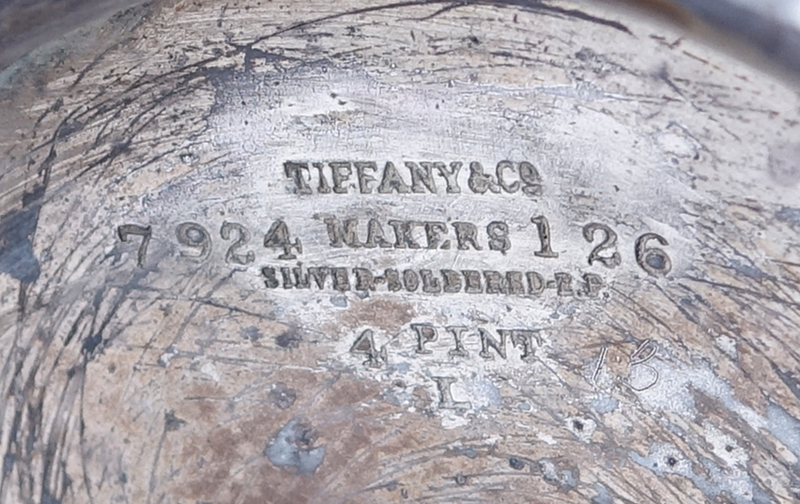 TIFFANY & Co
7924 MAKERS 126
SILVER-SOLDERED-E.P.
4 PINT
L